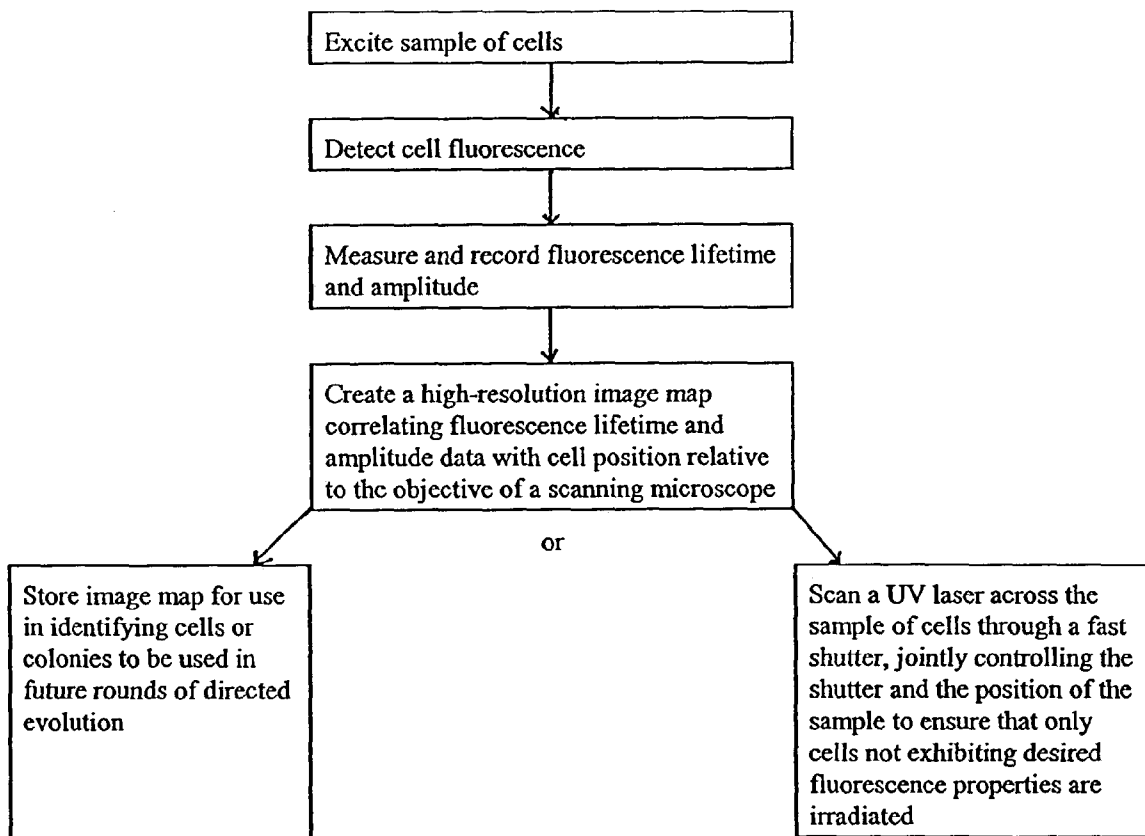 Excite sample of cells
Detect cell fluorescence
Measure and record fluorescence lifetime
and amplitude
Create a high-resolution image map
correlating fluorescence lifetime and
amplitude data with cell position relative
to the objective of a scanning microscope
or
Store image map for use
in identifying cells or
colonies to be used in
future rounds of directed
evolution
Scan a UV laser across the
sample of cells through a fast
shutter, jointly controlling the
shutter and the position of the
sample to ensure that only
cells not exhibiting desired
fluorescence properties are
irradiated